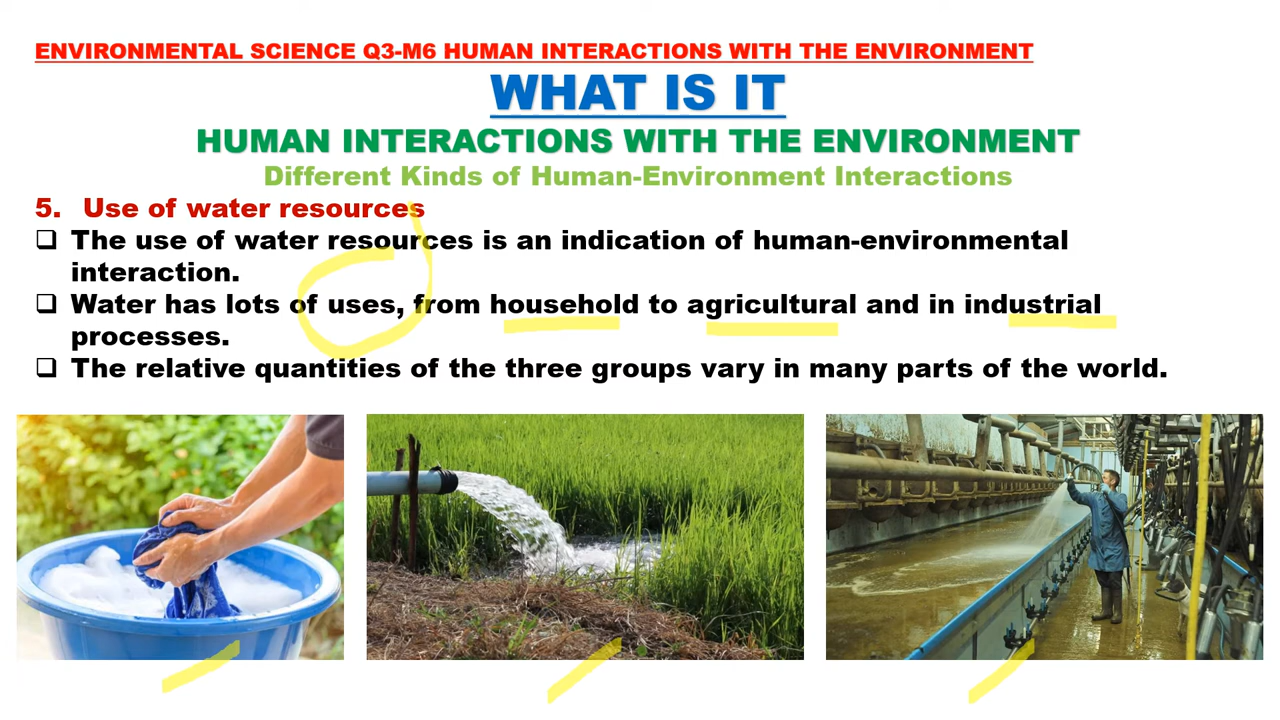 ENVIRONMENTAL SCIENCE Q3-M6 HUMAN INTERACTIONS WITH THE ENVIRONMENT
WHAT IS IT
HUMAN INTERACTIONS WITH THE ENVIRONMENT
Different Kinds of Human-Environment Interactions
5. Use of water resources
❑ The use of water resources is an indication of human-environmental
interaction.
❑ Water has lots of uses, from household to agricultural and in industrial
processes.
❑ The relative quantities of the three groups vary in many parts of the world.